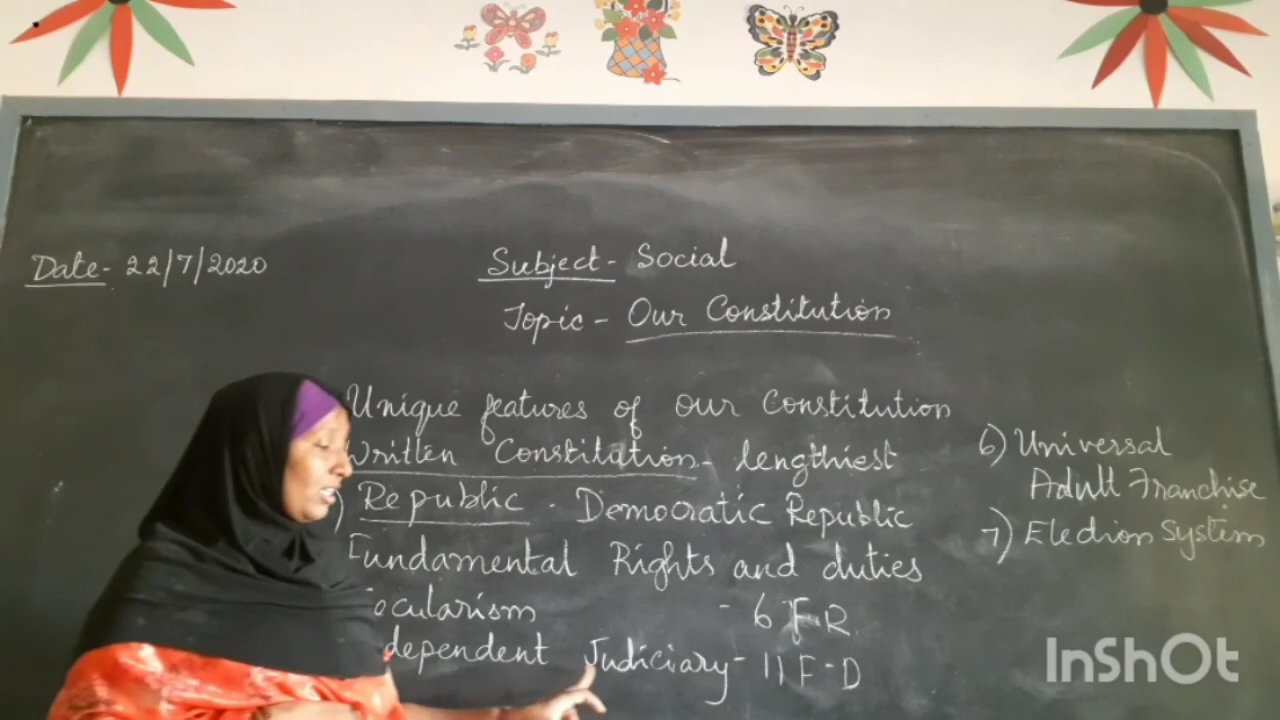 Date- 22/7/2020
Subject- Social
Topic- Our Constitution
Unique features of our Constitution
Written Constitution- lengthiest
) Republic - Democratic Republic
Fundamental Rights and duties
ecularism - 6 F R
dependent Judiciary- 11 F-D
6) Universal
Adult Franchise
7) Election System
InShOt